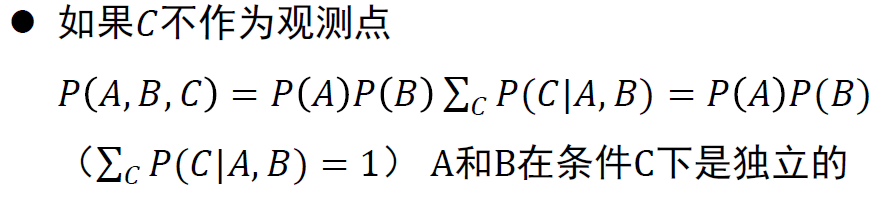 ● 如果𝐶不作为观测点
𝑃(𝐴, 𝐵, 𝐶) = 𝑃(𝐴)𝑃(𝐵) ∑_𝐶 𝑃(𝐶|𝐴, 𝐵) = 𝑃(𝐴)𝑃(𝐵)
（∑_𝐶 𝑃(𝐶|𝐴, 𝐵) = 1） A和B在条件C下是独立的